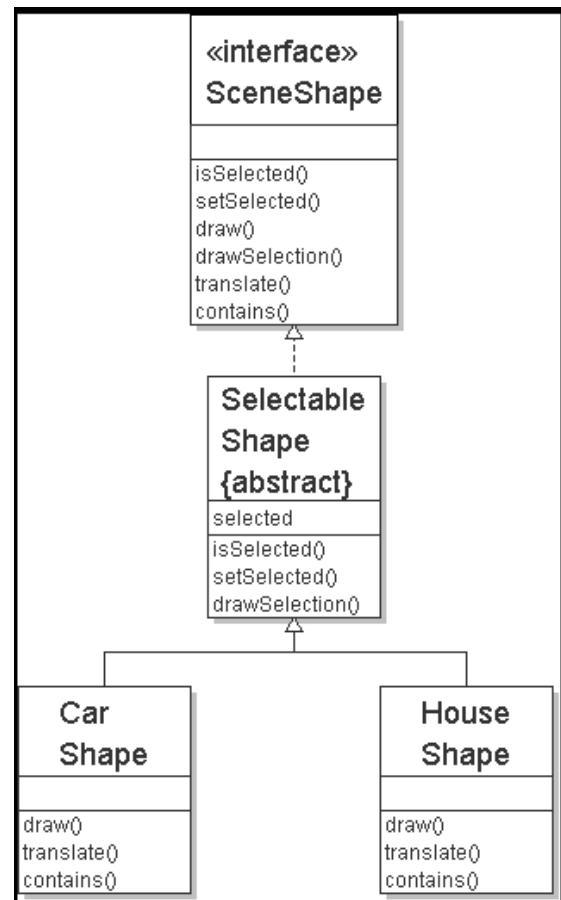 «interface»
SceneShape
isSelected()
setSelected()
draw()
drawSelection()
translate()
contains()
Selectable
Shape
{abstract}
selected
isSelected()
setSelected()
drawSelection()
Car
Shape
draw()
translate()
contains()
House
Shape
draw()
translate()
contains()